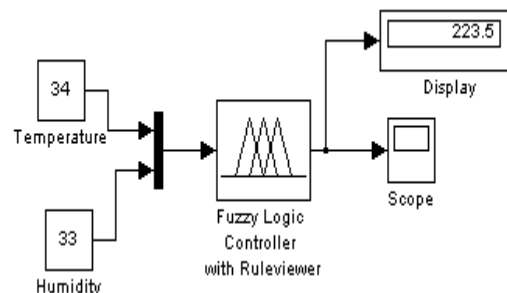 223.5
Display
34
Temperature
33
Humidity
Fuzzy Logic
Controller
with Ruleviewer
Scope